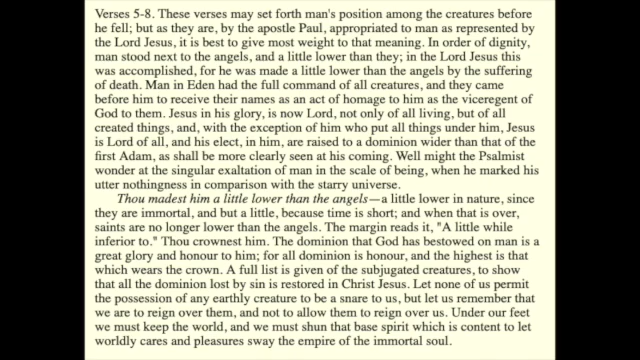 Verses 5-8. These verses may set forth man's position among the creatures before
he fell; but as they are, by the apostle Paul, appropriated to man as represented by
the Lord Jesus, it is best to give most weight to that meaning. In order of dignity,
man stood next to the angels, and a little lower than they; in the Lord Jesus this
was accomplished, for he was made a little lower than the angels by the suffering
of death. Man in Eden had the full command of all creatures, and they came
before him to receive their names as an act of homage to him as the viceregent of
God to them. Jesus in his glory, is now Lord, not only of all living, but of all
created things, and, with the exception of him who put all things under him, Jesus
is Lord of all, and his elect, in him, are raised to a dominion wider than that of the
first Adam, as shall be more clearly seen at his coming. Well might the Psalmist
wonder at the singular exaltation of man in the scale of being, when he marked his
utter nothingness in comparison with the starry universe.
Thou madest him a little lower than the angels—a little lower in nature, since
they are immortal, and but a little, because time is short; and when that is over,
saints are no longer lower than the angels. The margin reads it, "A little while
inferior to." Thou crownest him. The dominion that God has bestowed on man is a
great glory and honour to him; for all dominion is honour, and the highest is that
which wears the crown. A full list is given of the subjugated creatures, to show
that all the dominion lost by sin is restored in Christ Jesus. Let none of us permit
the possession of any earthly creature to be a snare to us, but let us remember that
we are to reign over them, and not to allow them to reign over us. Under our feet
we must keep the world, and we must shun that base spirit which is content to let
worldly cares and pleasures sway the empire of the immortal soul.